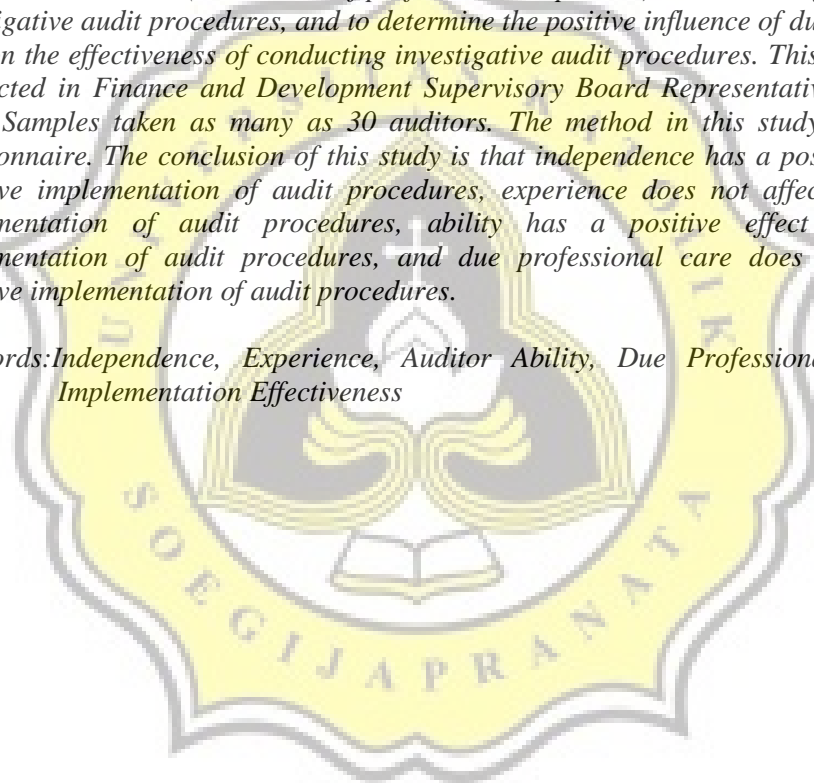 igative audit procedures, and to determine the positive influence of du
n the effectiveness of conducting investigative audit procedures. This
cted in Finance and Development Supervisory Board Representativ
Samples taken as many as 30 auditors. The method in this study
onnaire. The conclusion of this study is that independence has a pos
ve implementation of audit procedures, experience does not affec
mentation of audit procedures, ability has a positive effect
mentation of audit procedures, and due professional care does
ve implementation of audit procedures.
rds:Independence, Experience, Auditor Ability, Due Professiona
Implementation Effectiveness
UNIVERSITAS KATOLIK
SOEGIJAPRANATA